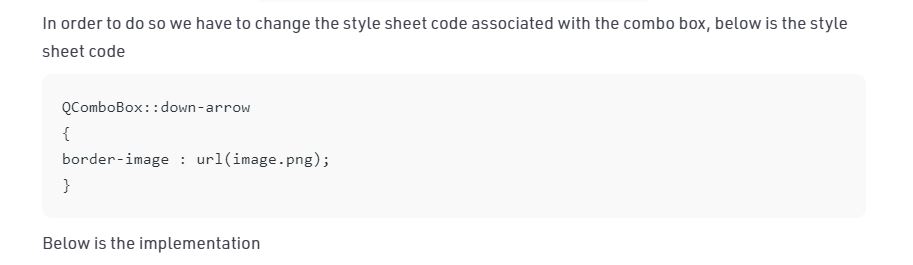 In order to do so we have to change the style sheet code associated with the combo box, below is the style
sheet code
QComboBox::down-arrow
{
border-image : url(image.png);
}
Below is the implementation